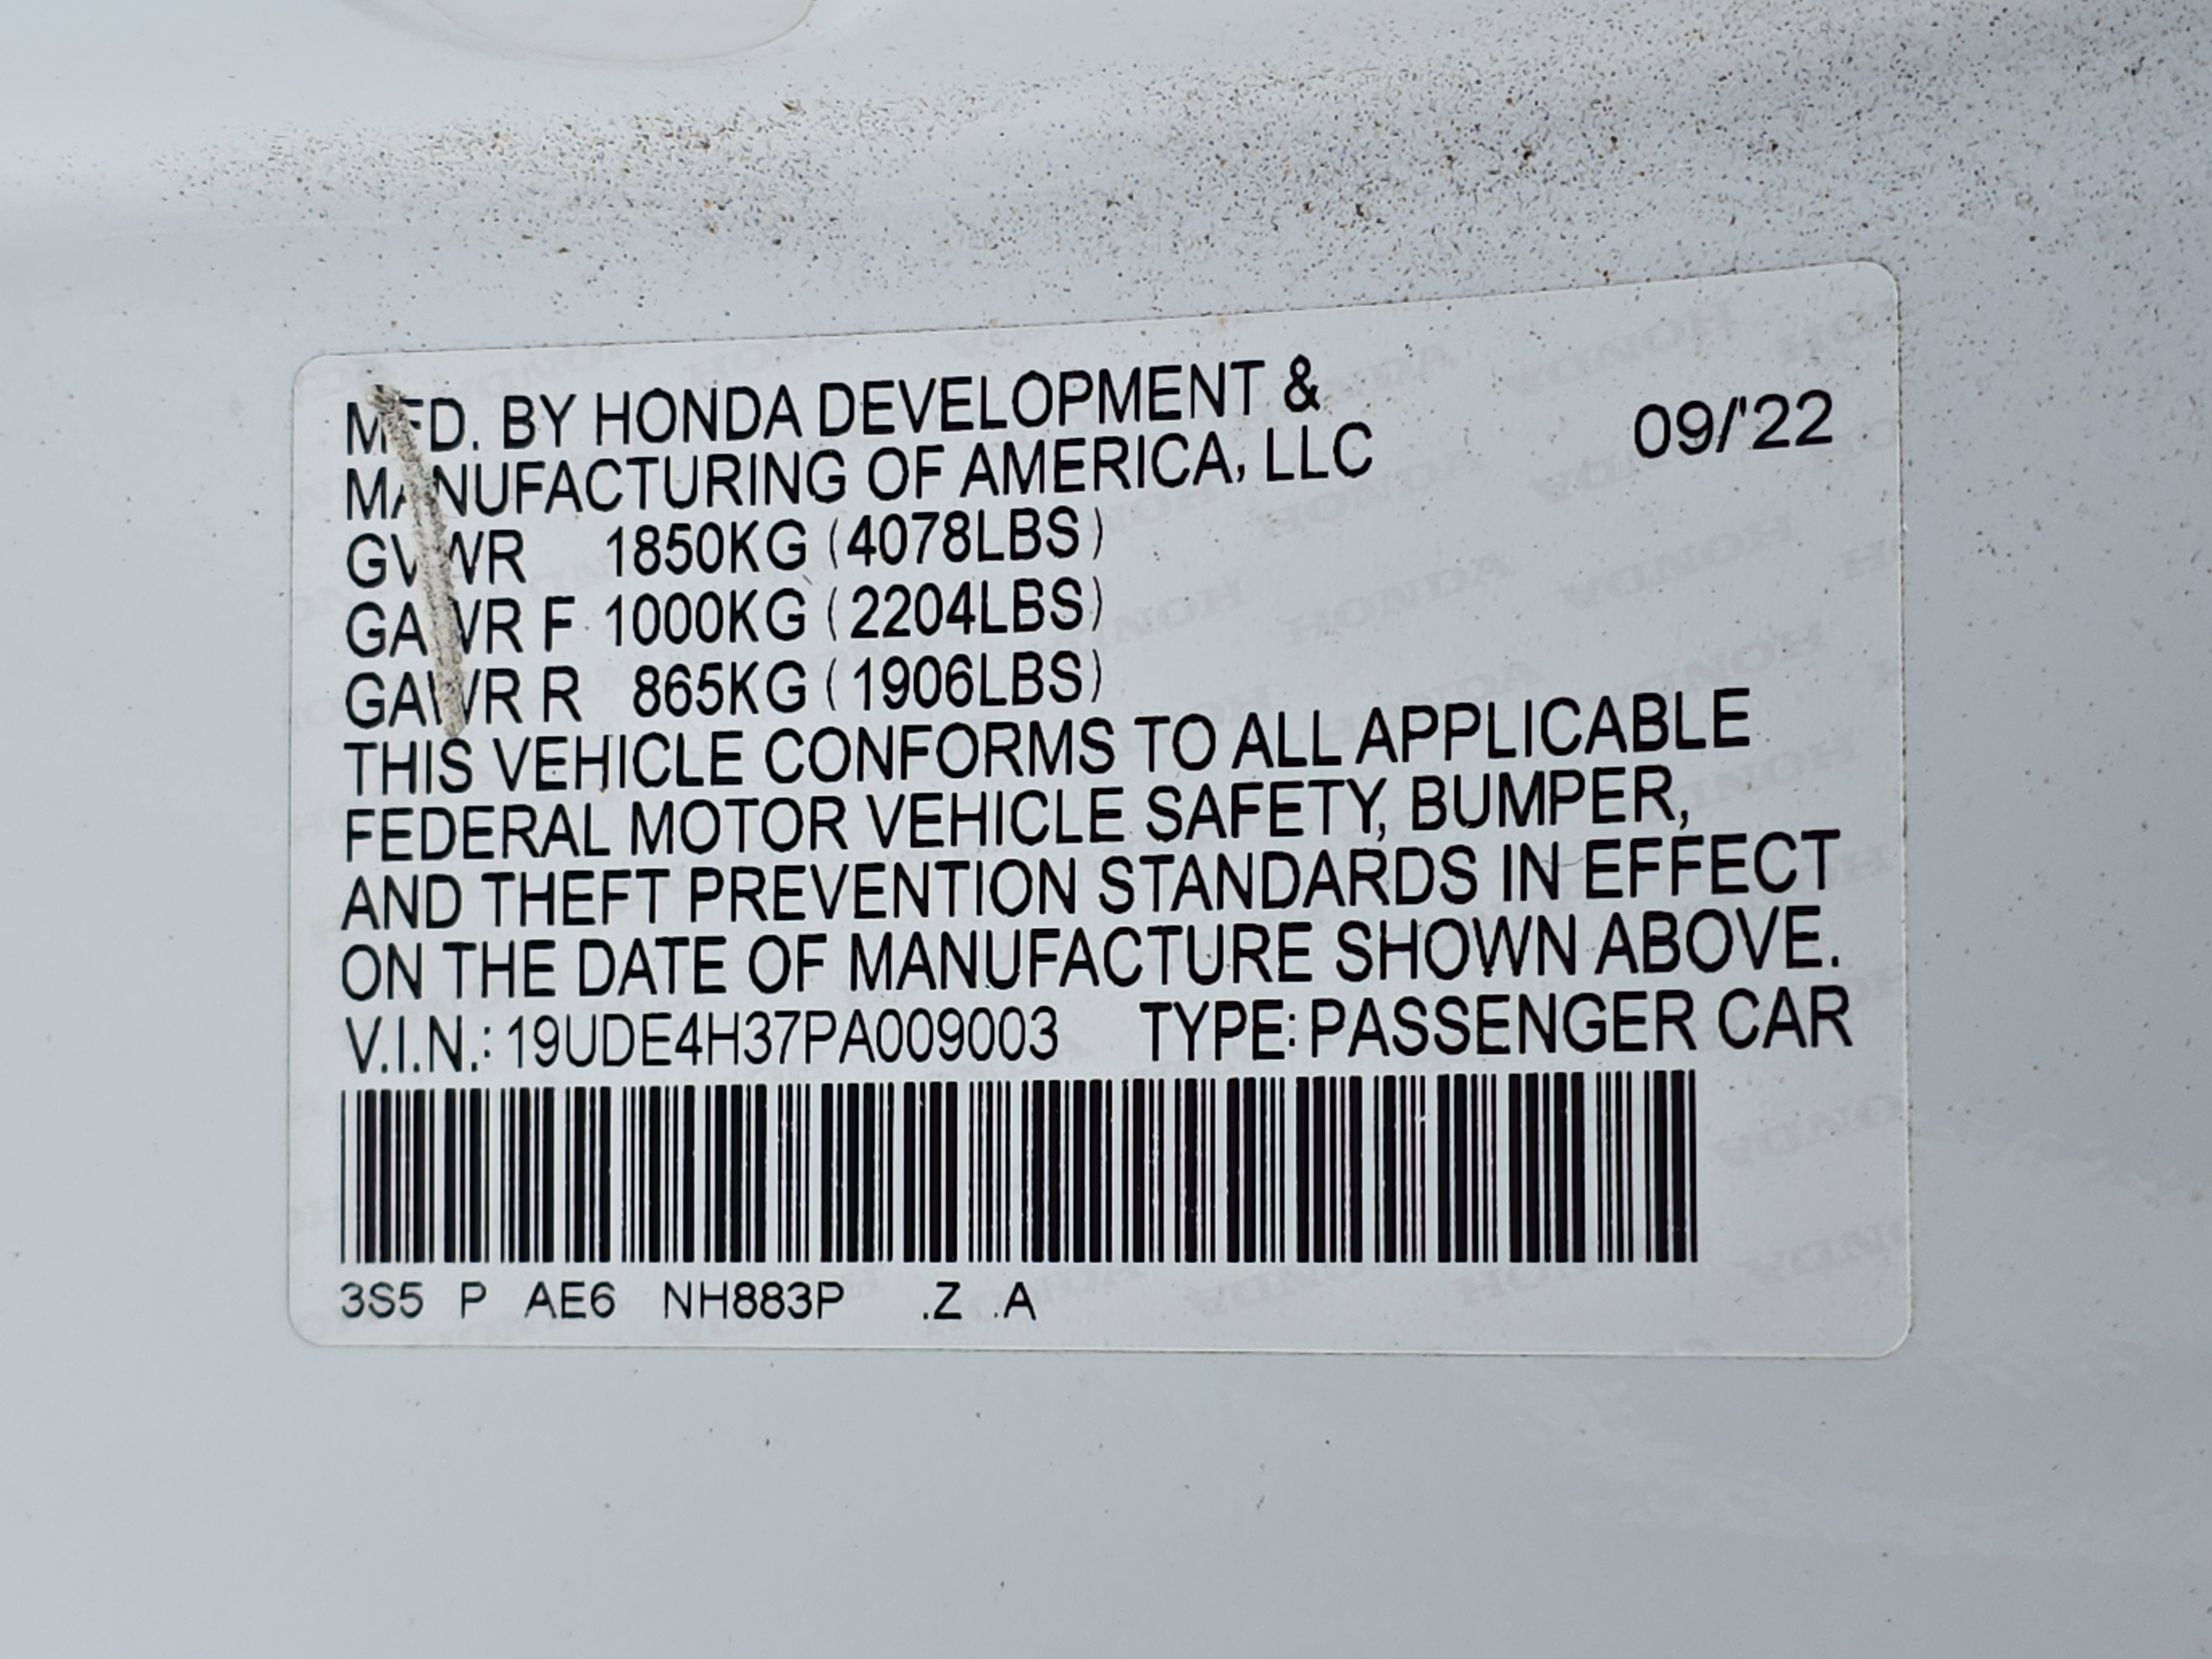 MFD. BY HONDA DEVELOPMENT &
MANUFACTURING OF AMERICA, LLC
09/'22
GVWR 1850KG (4078LBS)
GAWR F 1000KG (2204LBS)
GAWR R 865KG (1906LBS)
THIS VEHICLE CONFORMS TO ALL APPLICABLE
FEDERAL MOTOR VEHICLE SAFETY, BUMPER,
AND THEFT PREVENTION STANDARDS IN EFFECT
ON THE DATE OF MANUFACTURE SHOWN ABOVE.
V.I.N.: 19UDE4H37PA009003 TYPE: PASSENGER CAR
3S5 P AE6 NH883P .Z .A